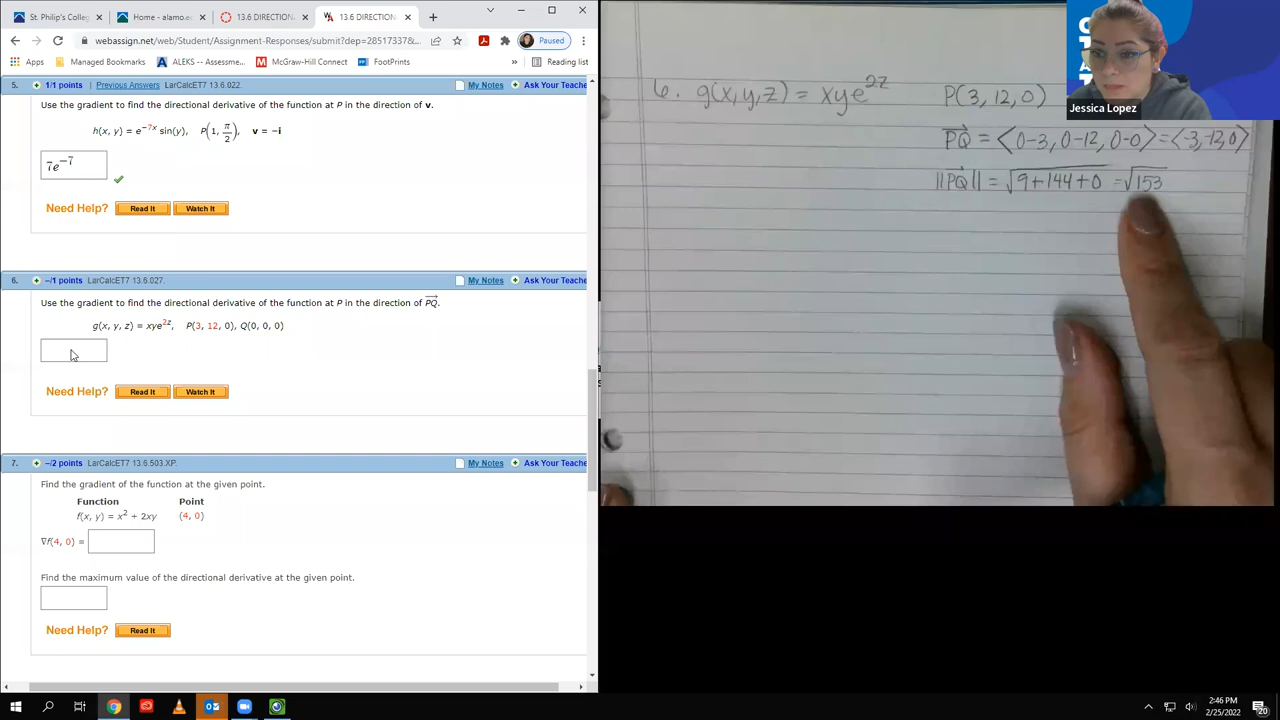 St. Philip's Colleg
Home - alamo.edu
13.6 DIRECTION
13.6 DIRECTION
webassign.net/web/Student/Assignment-Responses/submit?dep=28517337&...
Paused
Apps
Managed Bookmarks
ALEKS -- Assessme...
McGraw-Hill Connect
FootPrints
Reading list
5. 1/1 points | Previous Answers LarCalcET7 13.6.022. My Notes Ask Your Teache
Use the gradient to find the directional derivative of the function at P in the direction of v.
h(x, y) = e^{-7x} sin(y), P(1, π/2), v = -i
7e^{-7}
Need Help? Read It Watch It
6. -/1 points LarCalcET7 13.6.027. My Notes Ask Your Teache
Use the gradient to find the directional derivative of the function at P in the direction of PQ.
g(x, y, z) = xye^{2z}, P(3, 12, 0), Q(0, 0, 0)
Need Help? Read It Watch It
7. -/2 points LarCalcET7 13.6.503.XP. My Notes Ask Your Teache
Find the gradient of the function at the given point.
Function Point
f(x, y) = x² + 2xy (4, 0)
∇f(4, 0) =
Find the maximum value of the directional derivative at the given point.
Need Help? Read It
6. g(x,y,z) = xye^{2z} P(3, 12, 0)
PQ = <0-3, 0-12, 0-0> = <-3,-12,0>
||PQ|| = √9+144+0 = √153
Jessica Lopez
2:46 PM
2/25/2022
20